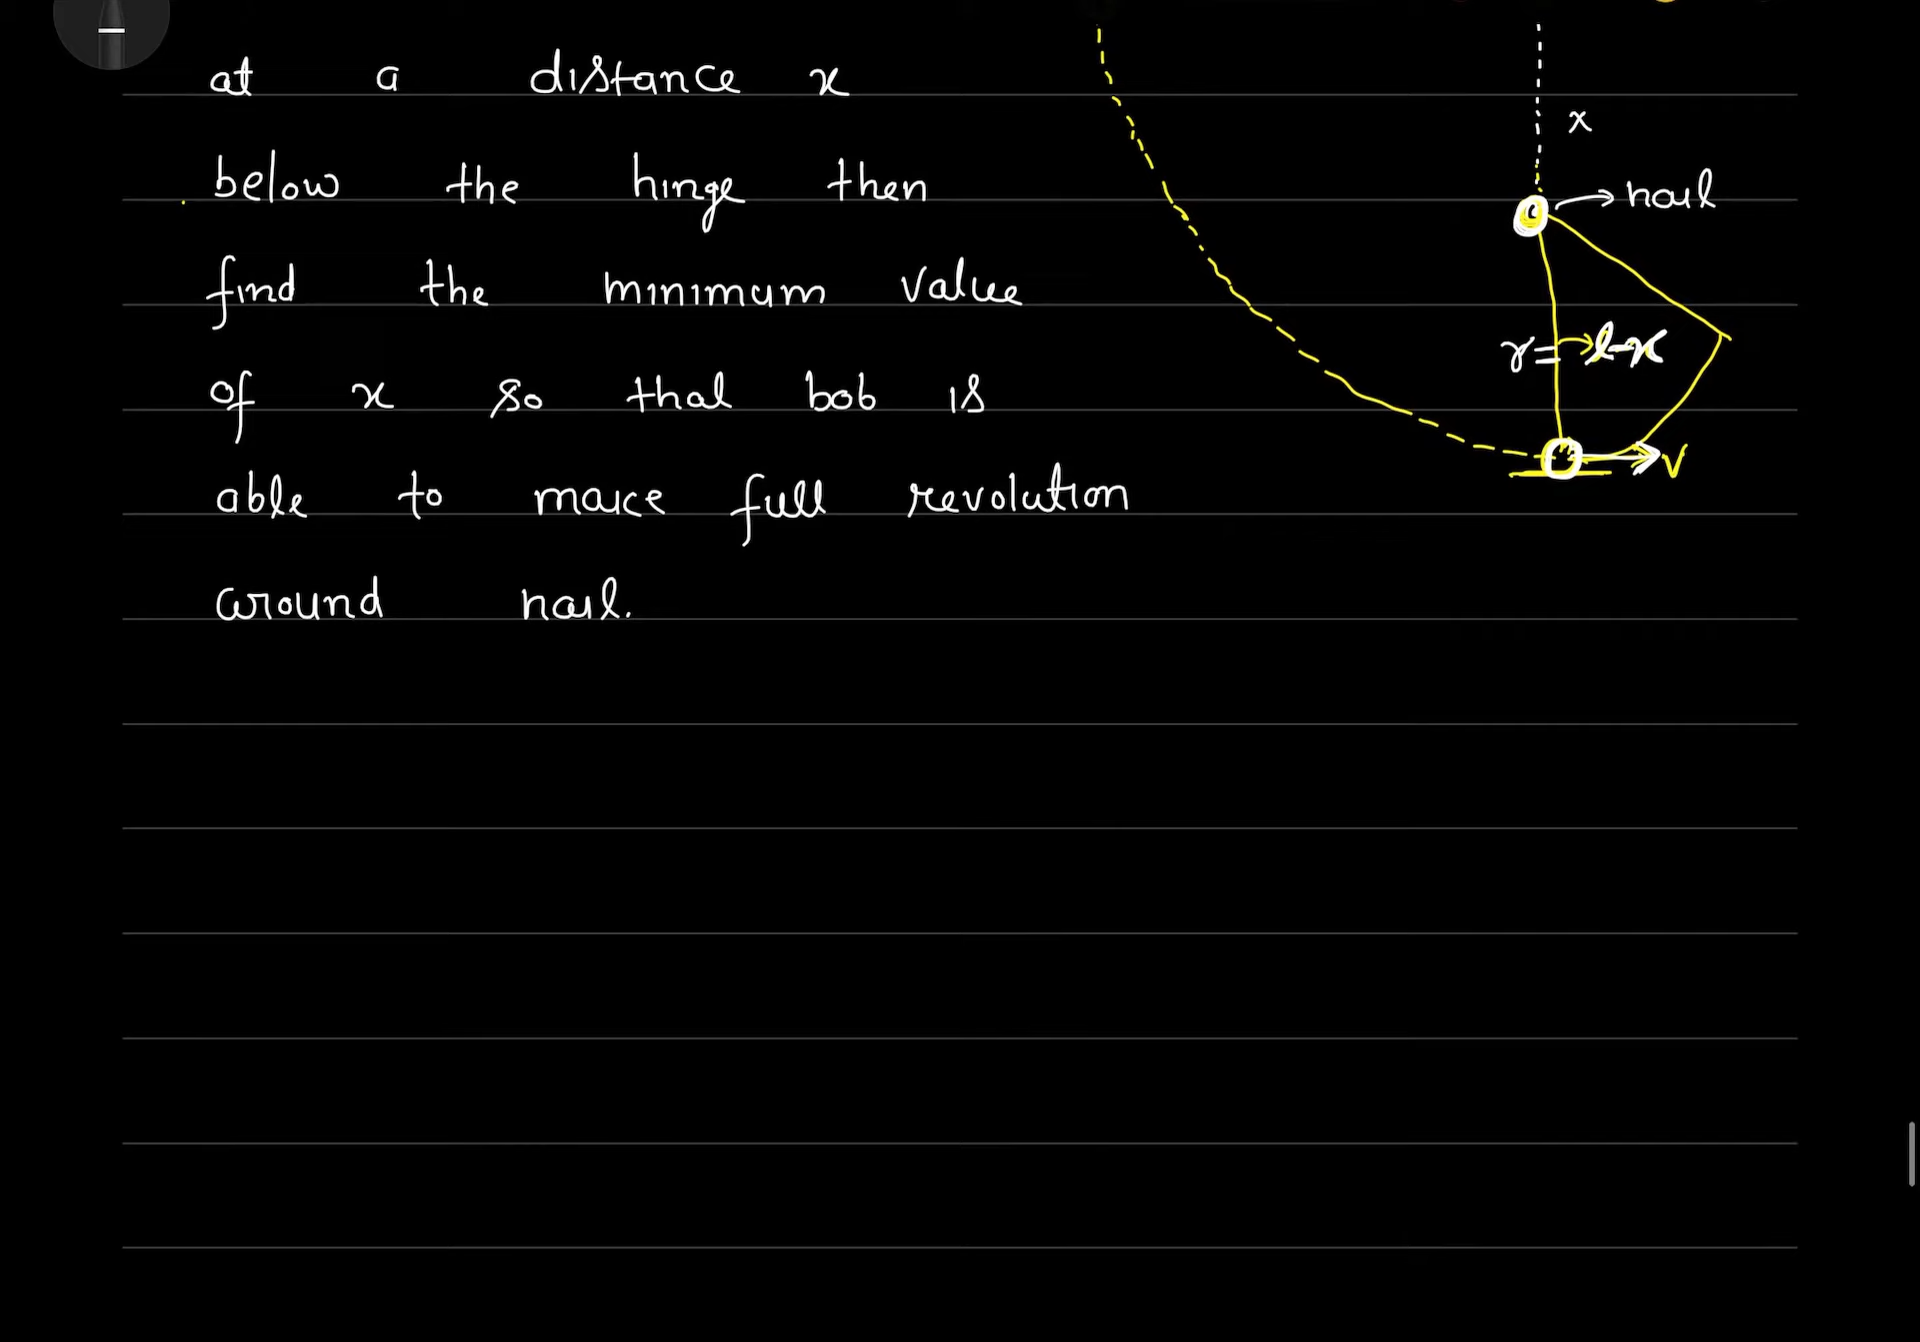 at a distance x
below the hinge then
find the minimum value
of x so that bob is
able to make full revolution
around nail.
x
nail
r = l-x
v